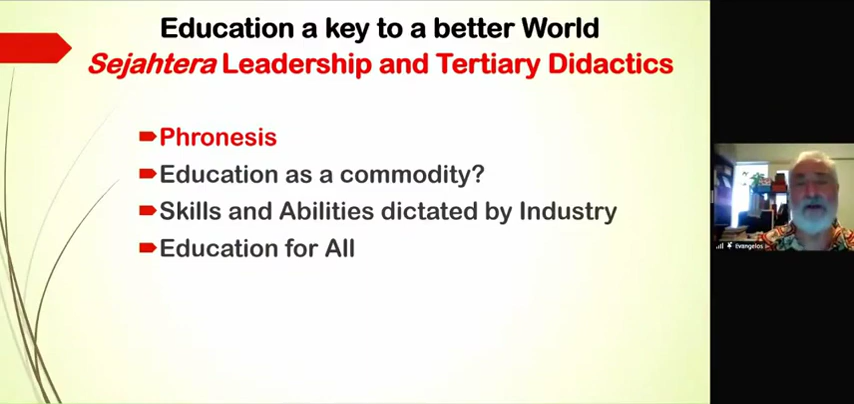 Education a key to a better World
Sejahtera Leadership and Tertiary Didactics
Phronesis
Education as a commodity?
Skills and Abilities dictated by Industry
Education for All
Evangelos